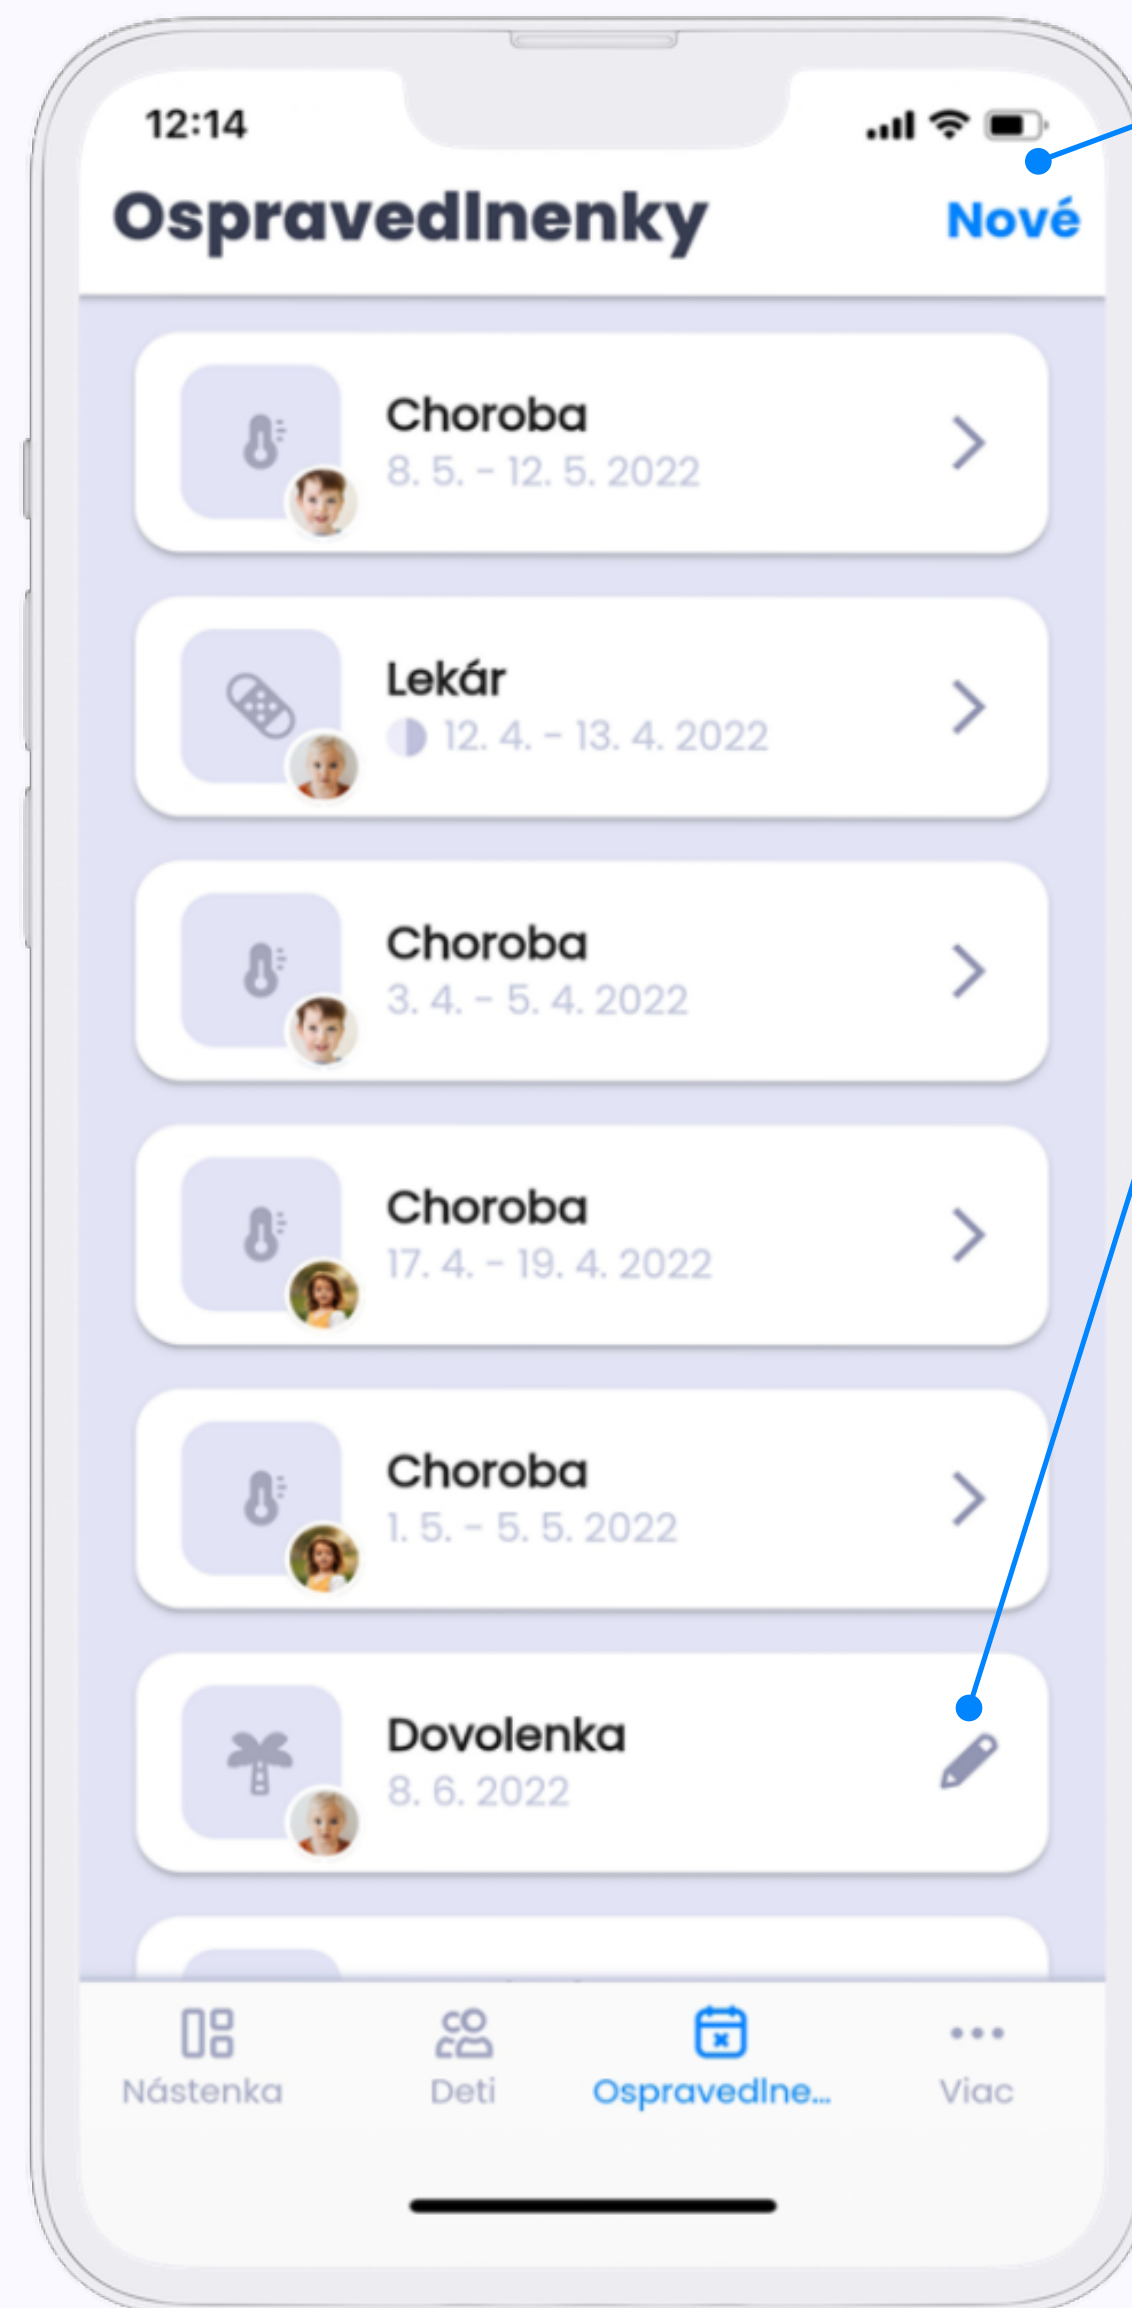 12:14
Ospravedlnenky
Nové
Choroba
8. 5. - 12. 5. 2022
Lekár
12. 4. - 13. 4. 2022
Choroba
3. 4. - 5. 4. 2022
Choroba
17. 4. - 19. 4. 2022
Choroba
1. 5. - 5. 5. 2022
Dovolenka
8. 6. 2022
Nástenka
Deti
Ospravedlne...
Viac